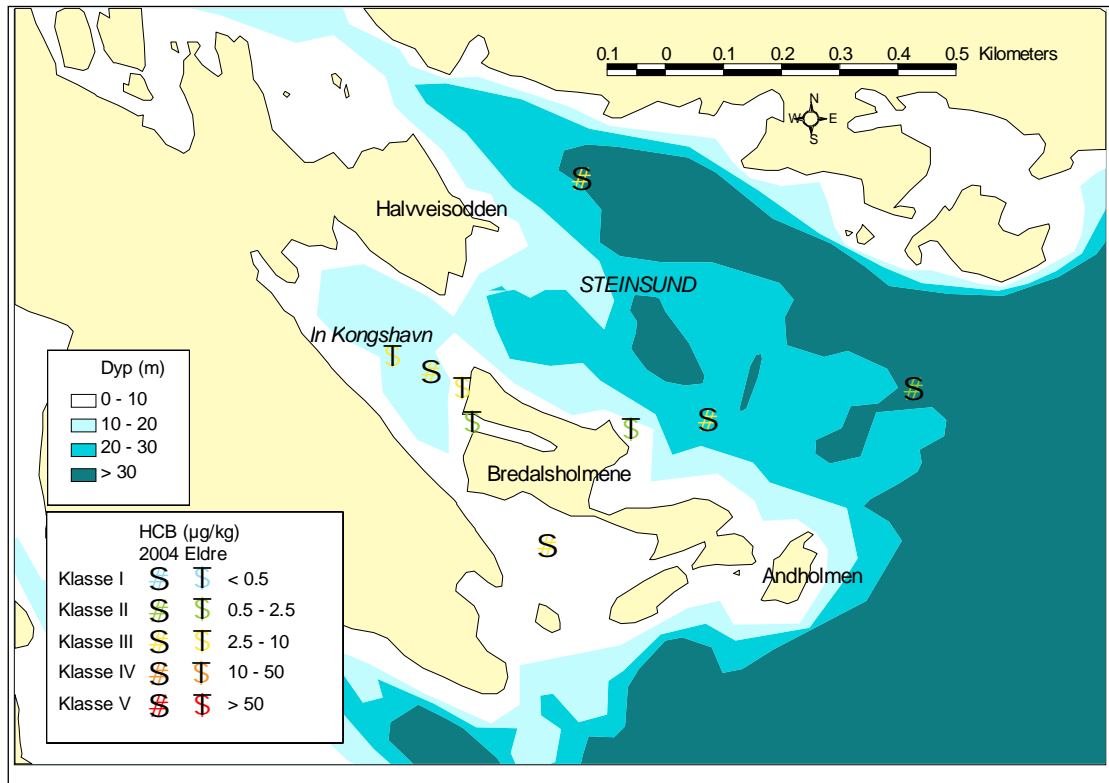 0.1 0 0.1 0.2 0.3 0.4 0.5 Kilometers
N
W E
S
Halvveisodden
STEINSUND
In Kongshavn
Bredalsholmene
Andholmen
Dyp (m)
0 - 10
10 - 20
20 - 30
> 30
HCB (µg/kg)
2004 Eldre
Klasse I < 0.5
Klasse II 0.5 - 2.5
Klasse III 2.5 - 10
Klasse IV 10 - 50
Klasse V > 50